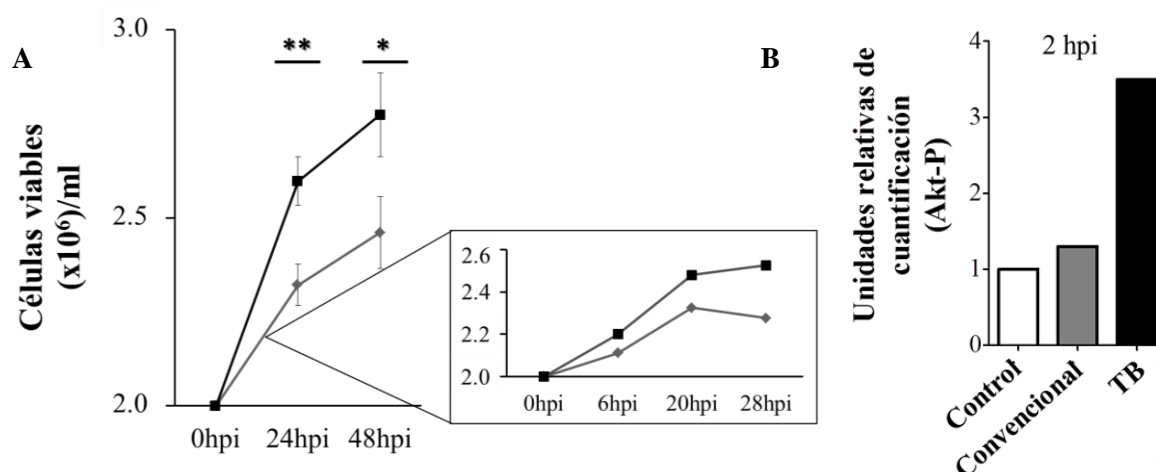 A
Células viables
(x10⁶)/ml
3.0
2.5
2.0
**
*
0hpi 24hpi 48hpi
2.6
2.4
2.2
2.0
0hpi 6hpi 20hpi 28hpi
B
Unidades relativas de
cuantificación
(Akt-P)
2 hpi
4
3
2
1
0
Control
Convencional
TB